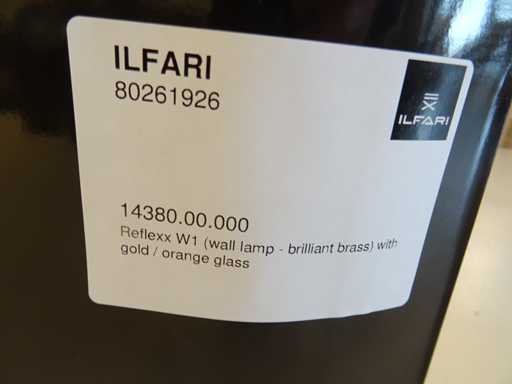 ILFARI
80261926
ILFARI
14380.00.000
Reflexx W1 (wall lamp - brilliant brass) with
gold / orange glass